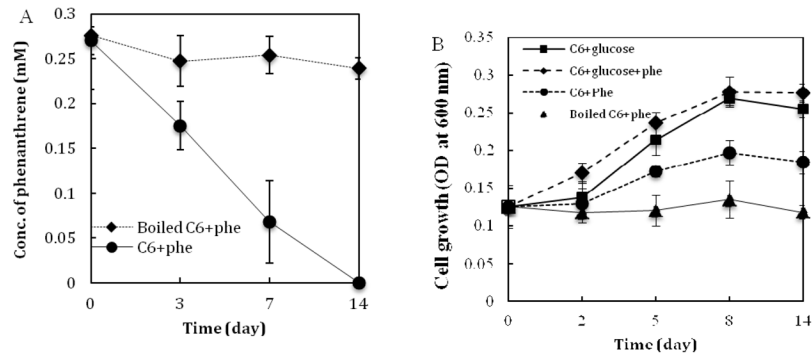 A
Conc. of phenanthrene (mM)
0.3
0.25
0.2
0.15
0.1
0.05
0
Boiled C6+phe
C6+phe
0 3 7 14
Time (day)
B
Cell growth (OD at 600 nm)
0.35
0.3
0.25
0.2
0.15
0.1
0.05
0
C6+glucose
C6+glucose+phe
C6+Phe
Boiled C6+phe
0 2 5 8 14
Time (day)